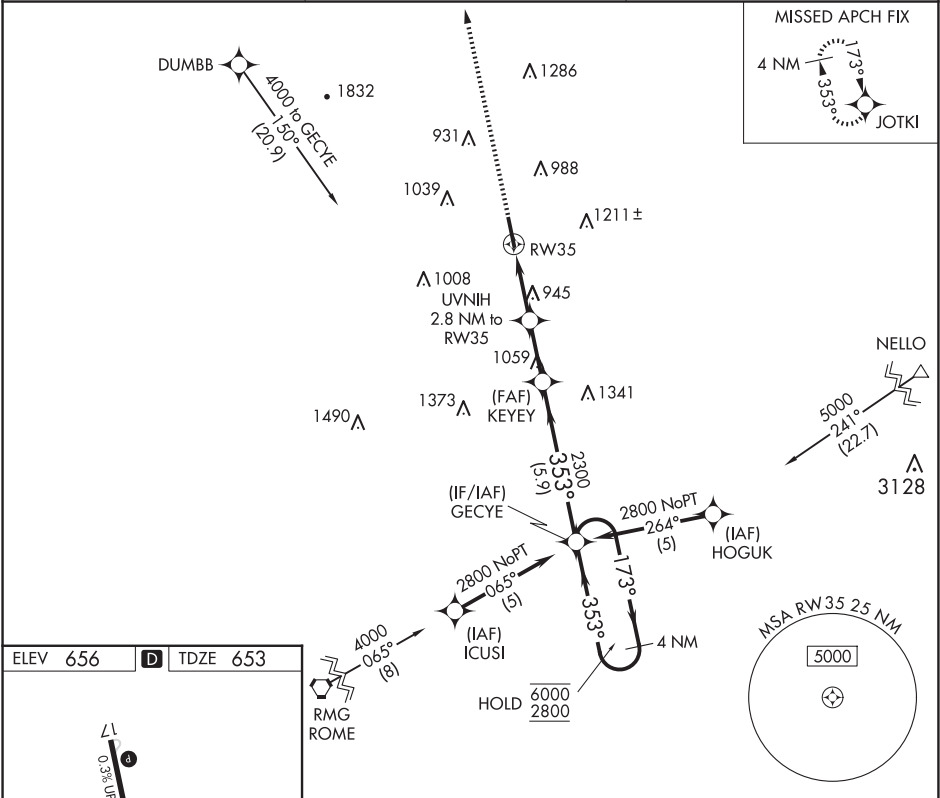 MISSED APCH FIX
4 NM
173°
353°
JOTKI
DUMBB
4000 to GECYE
150°
(20.9)
1832
1286
931
988
1039
1211±
RW35
1008
UVNIH
2.8 NM to
RW35
945
1059
(FAF)
KEYEY
1341
1373
1490
NELLO
5000
241°
(22.7)
3128
2300
353°
(5.9)
(IF/IAF)
GECYE
2800 NoPT
264°
(5)
(IAF)
HOGUK
2800 NoPT
065°
(5)
(IAF)
ICUSI
173°
353°
4 NM
HOLD 6000
2800
4000
065°
(8)
RMG
ROME
MSA RW35 25 NM
5000
ELEV 656 D TDZE 653
17
P
0.3% UP